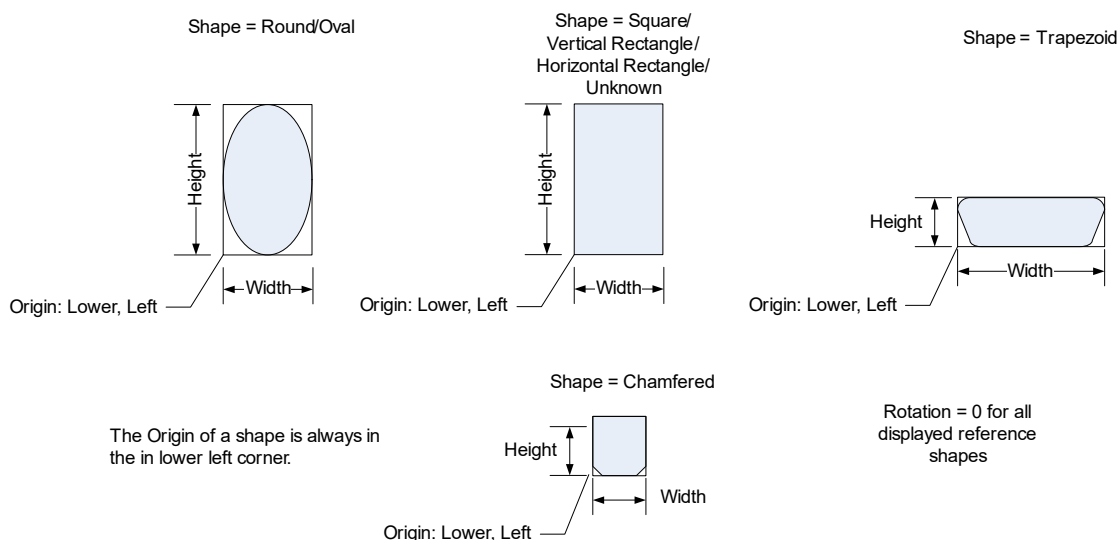 Shape = Round/Oval
Height
Width
Origin: Lower, Left
Shape = Square/
Vertical Rectangle/
Horizontal Rectangle/
Unknown
Height
Width
Origin: Lower, Left
Shape = Trapezoid
Height
Width
Origin: Lower, Left
The Origin of a shape is always in
the in lower left corner.
Shape = Chamfered
Height
Width
Origin: Lower, Left
Rotation = 0 for all
displayed reference
shapes